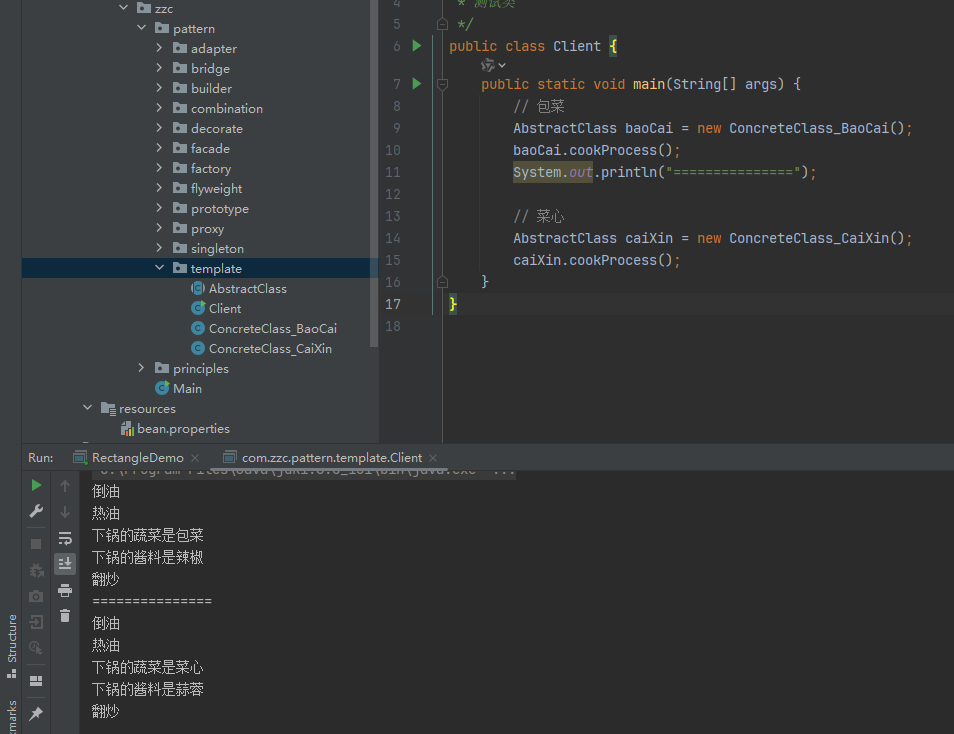 zzc
pattern
adapter
bridge
builder
combination
decorate
facade
factory
flyweight
prototype
proxy
singleton
template
AbstractClass
Client
ConcreteClass_BaoCai
ConcreteClass_CaiXin
principles
Main
resources
bean.properties
4 * 测试类
5 */
6 public class Client {
7 public static void main(String[] args) {
8 // 包菜
9 AbstractClass baoCai = new ConcreteClass_BaoCai();
10 baoCai.cookProcess();
11 System.out.println("===============");
12
13 // 菜心
14 AbstractClass caiXin = new ConcreteClass_CaiXin();
15 caiXin.cookProcess();
16 }
17 }
18
Run: RectangleDemo × com.zzc.pattern.template.Client ×
倒油
热油
下锅的蔬菜是包菜
下锅的酱料是辣椒
翻炒
===============
倒油
热油
下锅的蔬菜是菜心
下锅的酱料是蒜蓉
翻炒
Structure